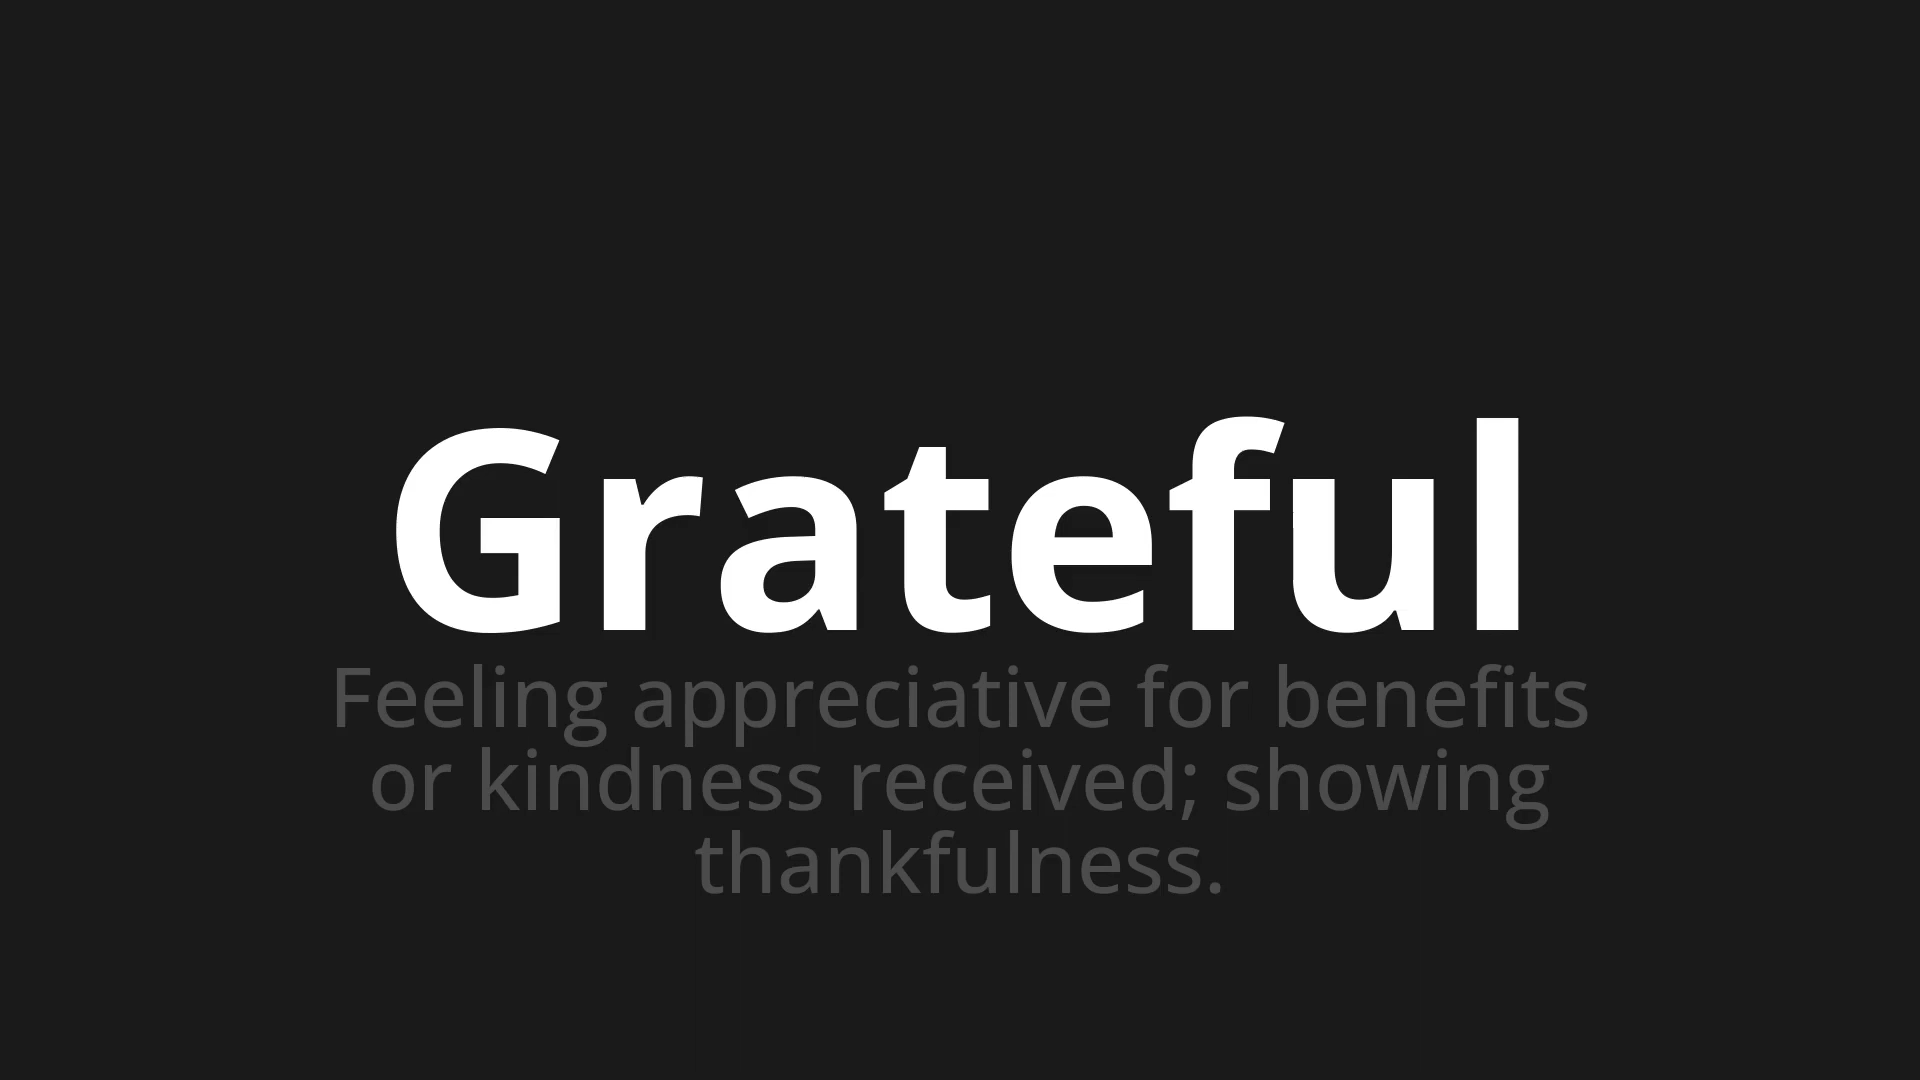 Grateful
Feeling appreciative for benefits
or kindness received; showing
thankfulness.